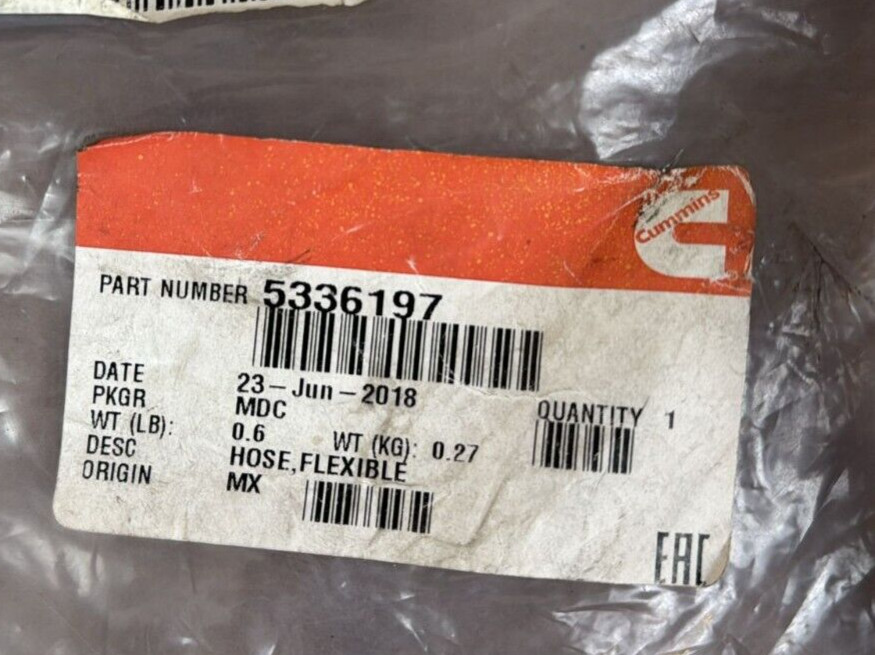 Cummins
PART NUMBER 5336197
DATE 23-Jun-2018
PKGR MDC
QUANTITY 1
WT (LB): 0.6 WT (KG): 0.27
DESC HOSE,FLEXIBLE
ORIGIN MX
EAC